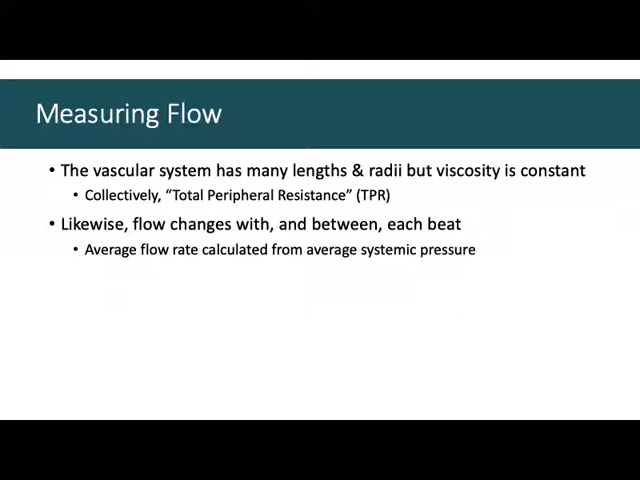 Measuring Flow
• The vascular system has many lengths & radii but viscosity is constant
• Collectively, “Total Peripheral Resistance” (TPR)
• Likewise, flow changes with, and between, each beat
• Average flow rate calculated from average systemic pressure